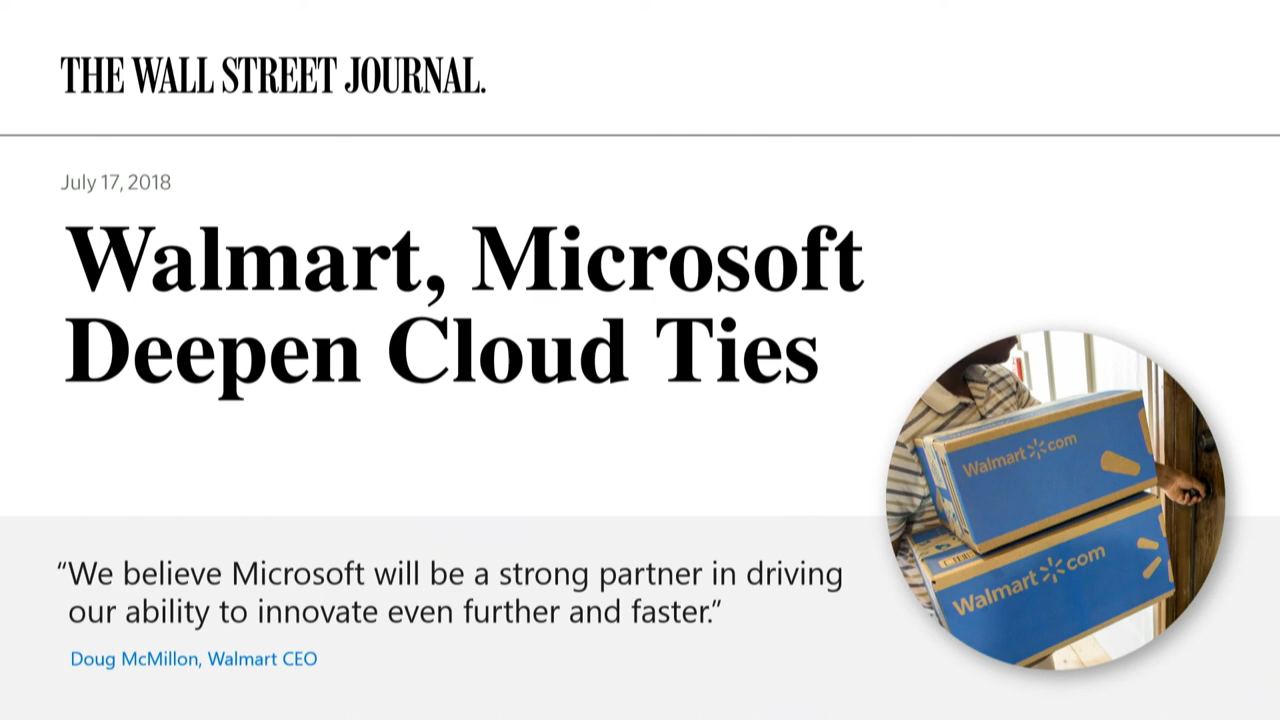 THE WALL STREET JOURNAL.
July 17, 2018
Walmart, Microsoft
Deepen Cloud Ties
“We believe Microsoft will be a strong partner in driving
our ability to innovate even further and faster.”
Doug McMillon, Walmart CEO
Walmart com
Walmart com